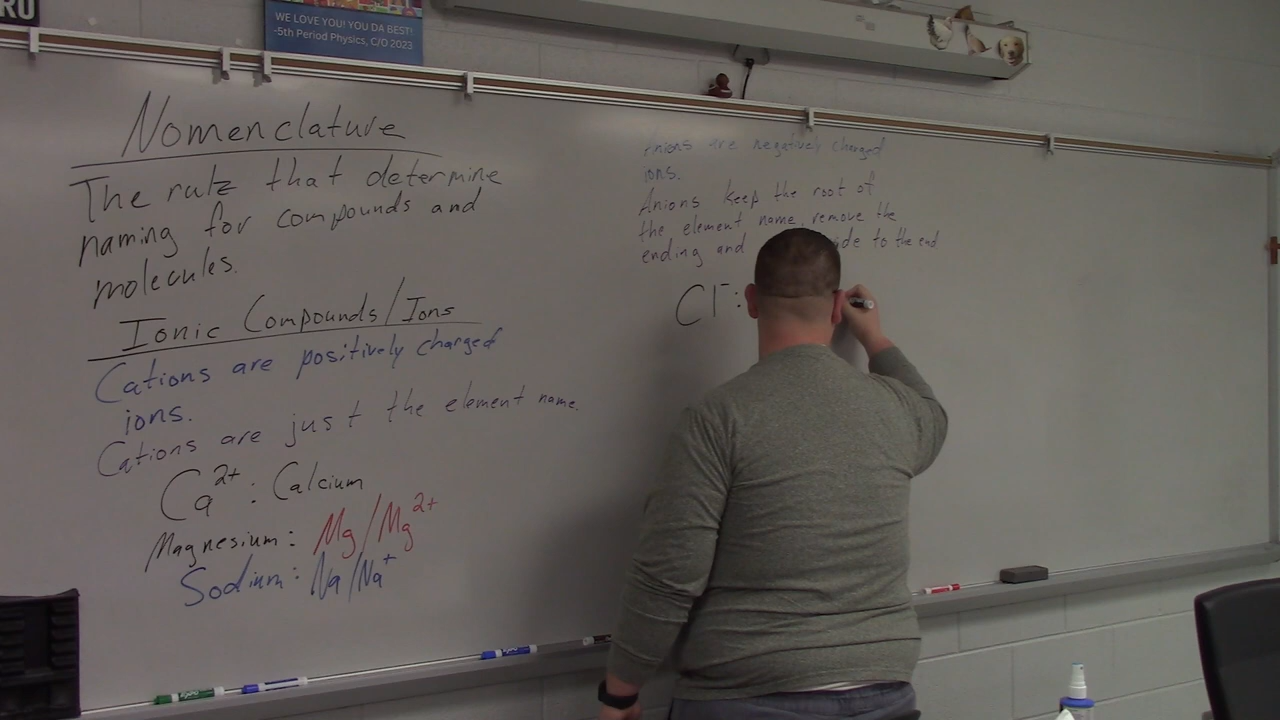 RO
WE LOVE YOU! YOU DA BEST!
-5th Period Physics, C/O 2023
Nomenclature
The rule that determine
naming for compounds and
molecules.
Ionic Compounds/Ions
Cations are positively charged
ions.
Cations are just the element name.
Ca2+ : Calcium
Magnesium: Mg/Mg2+
Sodium: Na/Na+
Anions are negatively charged
ions.
Anions keep the root of
the element name, remove the
ending and ide to the end
Cl-: